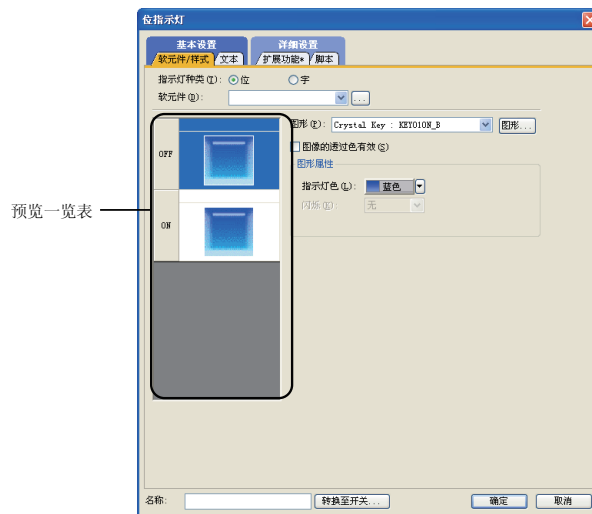 位指示灯
基本设置 详细设置
软元件/样式 文本 扩展功能* 脚本
指示灯种类(T): 位 字
软元件(D): ...
图形(P): Crystal Key : KEY01ON_B 图形...
OFF
图像的透过色有效(S)
图形属性
指示灯色(L): 蓝色
闪烁(K): 无
预览一览表
ON
名称: 转换至开关... 确定 取消